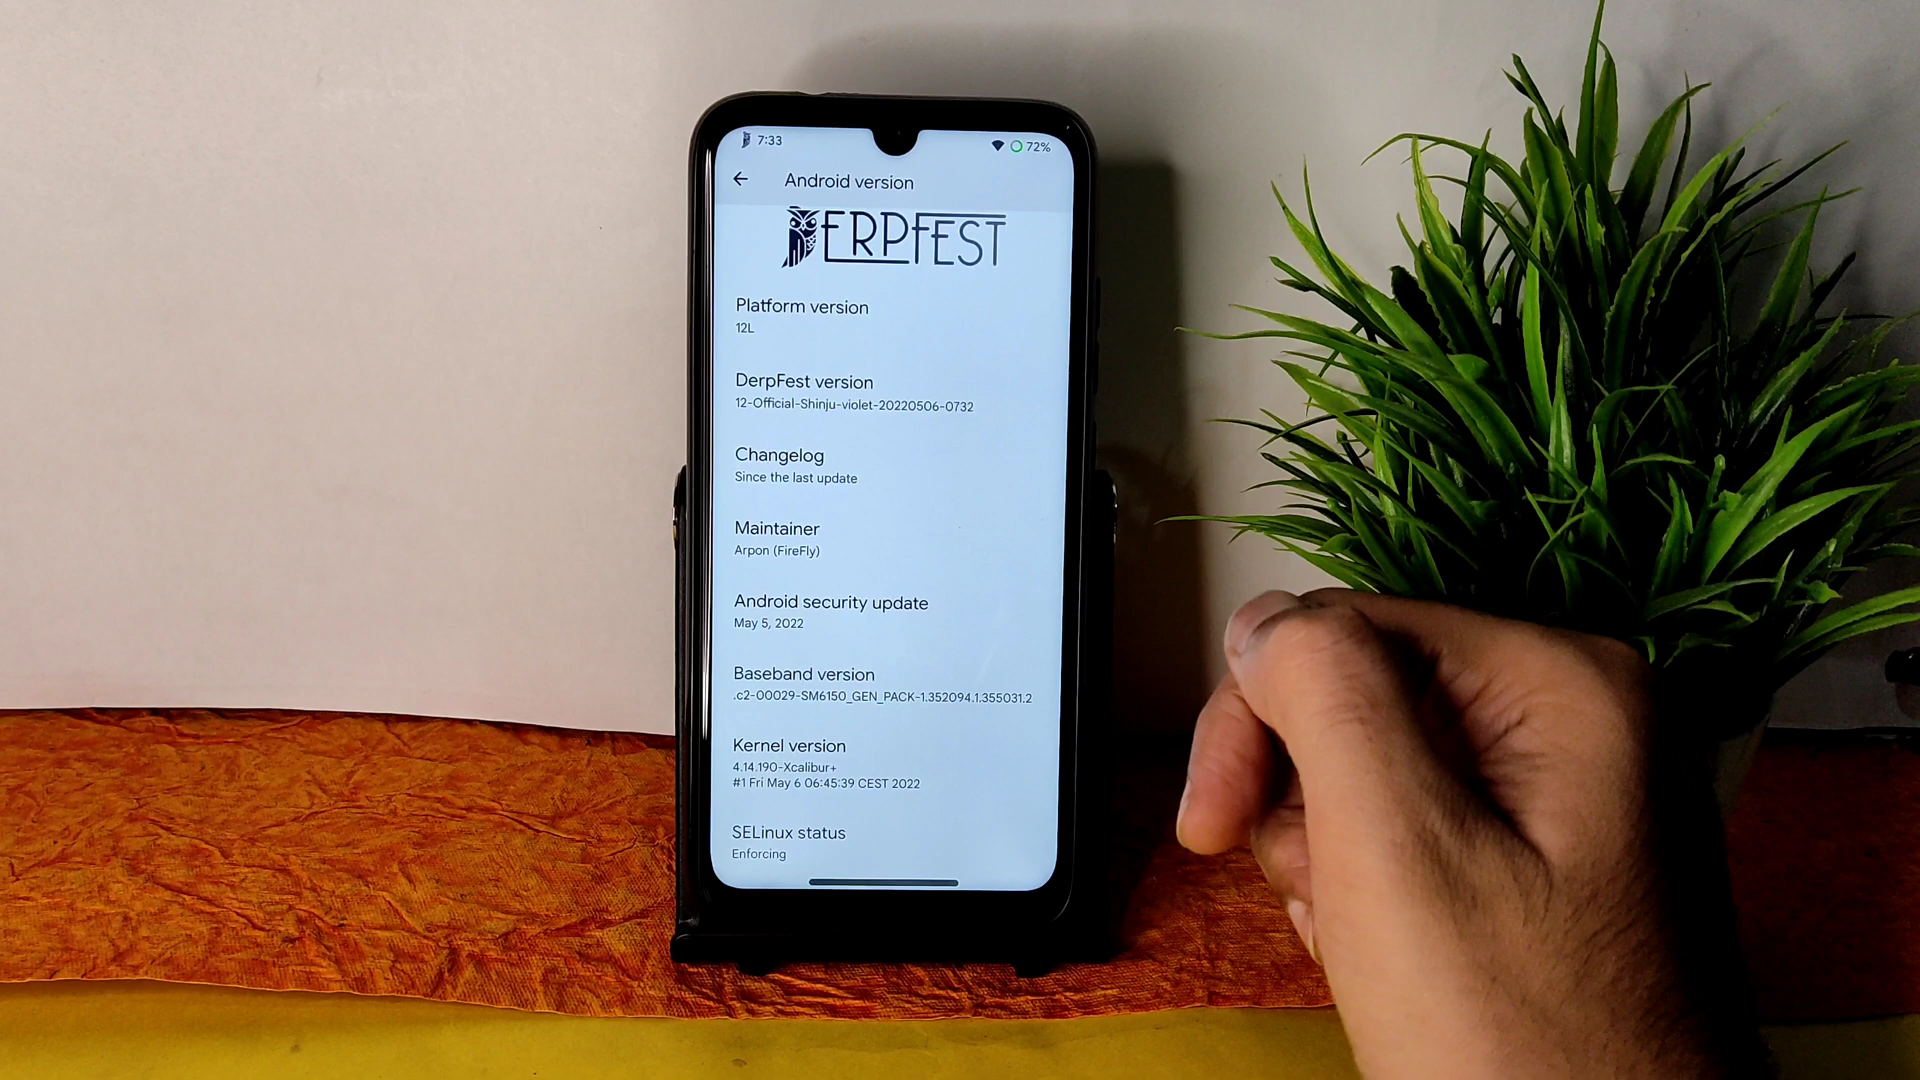 7:33
72%
Android version
DERPFEST
Platform version
12L
DerpFest version
12-Official-Shinju-violet-20220506-0732
Changelog
Since the last update
Maintainer
Arpon (FireFly)
Android security update
May 5, 2022
Baseband version
.c2-00029-SM6150_GEN_PACK-1.352094.1.355031.2
Kernel version
4.14.190-Xcalibur+
#1 Fri May 6 06:45:39 CEST 2022
SELinux status
Enforcing